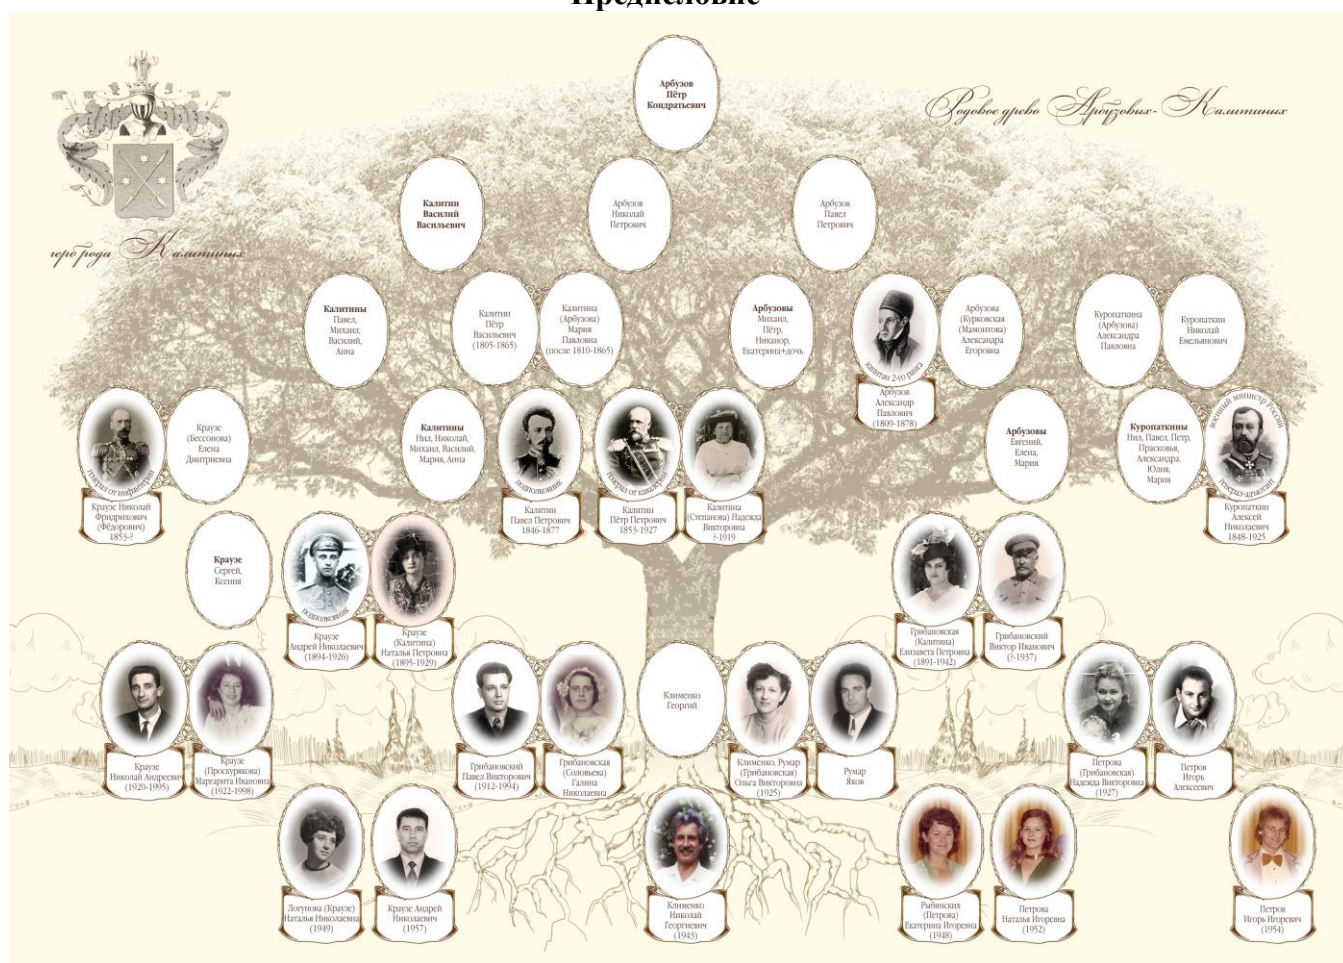 Предисловие
Родовое древо Арбузовых-Калитиных
герб рода Калитиных
Арбузов
Пётр
Кондратьевич
Калитин
Василий
Васильевич
Арбузов
Николай
Петрович
Арбузов
Павел
Петрович
Калитины
Павел,
Михаил,
Василий,
Анна
Калитин
Пётр
Васильевич
(1805-1865)
Калитина
(Арбузова)
Мария
Павловна
(после 1810-1865)
Арбузовы
Михаил,
Пётр,
Никанор,
Екатерина+дочь
капитан 2-го ранга
Арбузов
Александр
Павлович
(1809-1878)
Арбузова
(Курковская
(Мамонтова)
Александра
Егоровна
Куропаткина
(Арбузова)
Александра
Павловна
Куропаткин
Николай
Емельянович
генерал от инфантерии
Краузе Николай
Фридрихович
(Фёдорович)
1853-?
Краузе
(Бессонова)
Елена
Дмитриевна
Калитины
Нил, Николай,
Михаил, Василий,
Мария, Анна
подполковник
Калитин
Павел Петрович
1846-1877
генерал от кавалерии
Калитин
Пётр Петрович
1853-1927
Калитина
(Степанова) Надежда
Викторовна
?-1919
Арбузовы
Евгений,
Елена,
Мария
Куропаткины
Нил, Павел, Петр,
Прасковья,
Александра,
Юлия,
Мария
военный министр России
генерал-адъютант
Куропаткин
Алексей
Николаевич
1848-1925
Краузе
Сергей,
Ксения
подполковник
Краузе
Андрей Николаевич
(1894-1926)
Краузе
(Калитина)
Наталья Петровна
(1895-1929)
Грибановская
(Калитина)
Елизавета Петровна
(1891-1942)
Грибановский
Виктор Иванович
(?-1937)
Краузе
Николай Андреевич
(1920-1995)
Краузе
(Проскурякова)
Маргарита Ивановна
(1922-1998)
Грибановский
Павел Викторович
(1912-1994)
Грибановская
(Соловьева)
Галина
Николаевна
Клименко
Георгий
Клименко, Румар
(Грибановская)
Ольга Викторовна
(1925)
Румар
Яков
Петрова
(Грибановская)
Надежда Викторовна
(1927)
Петров
Игорь
Алексеевич
Логунова (Краузе)
Наталья Николаевна
(1949)
Краузе Андрей
Николаевич
(1957)
Клименко
Николай
Георгиевич
(1943)
Рыбинских
(Петрова)
Екатерина Игоревна
(1948)
Петрова
Наталья Игоревна
(1952)
Петров
Игорь Игоревич
(1954)